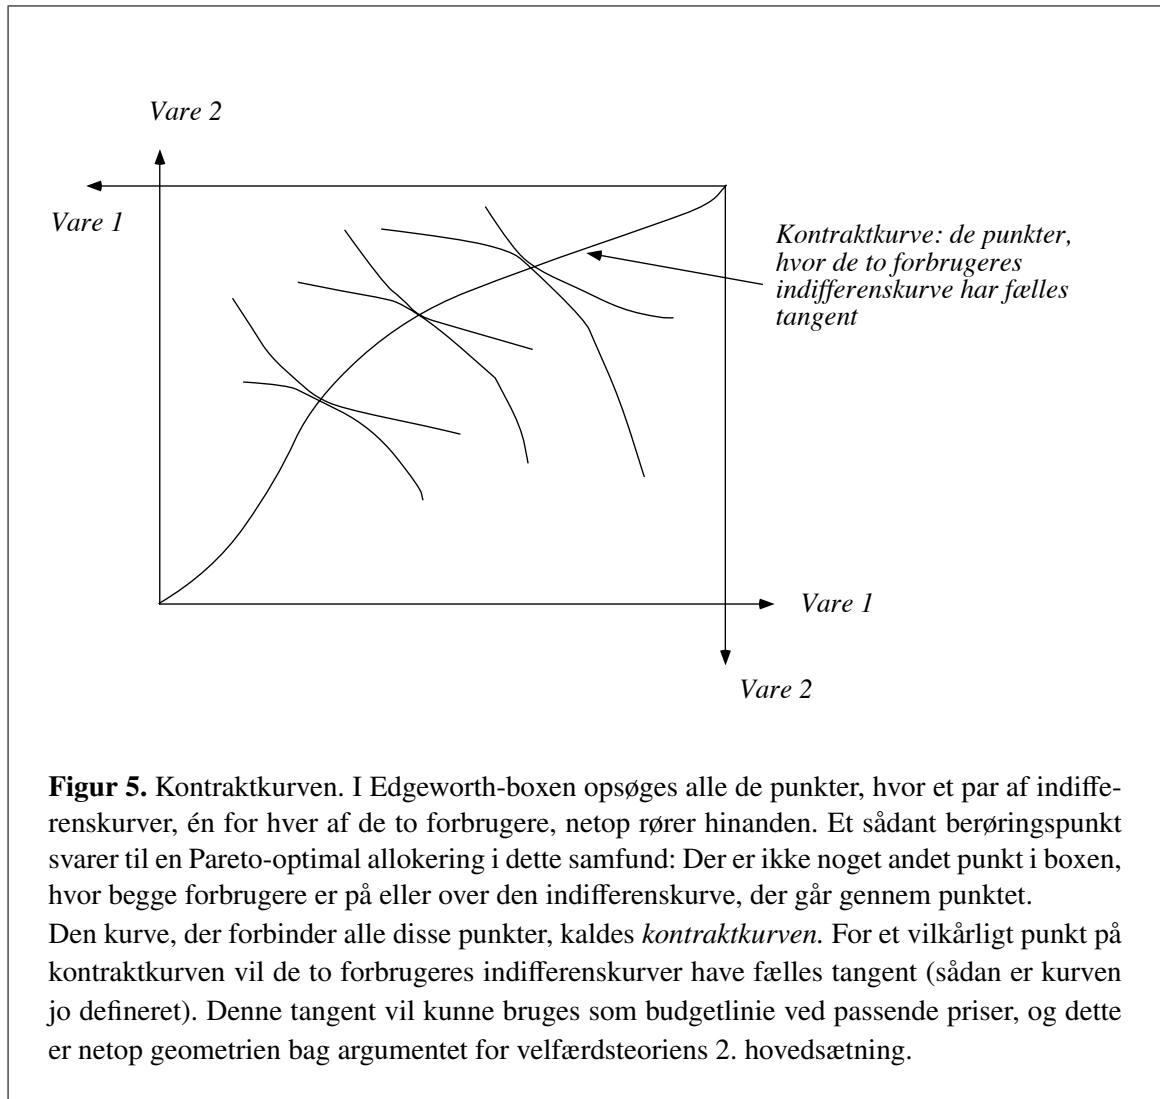 Vare 2
Vare 1
Kontraktkurve: de punkter,
hvor de to forbrugeres
indifferenskurve har fælles
tangent
Vare 1
Vare 2
Figur 5. Kontraktkurven. I Edgeworth-boxen opsøges alle de punkter, hvor et par af indiffe-
renskurver, én for hver af de to forbrugere, netop rører hinanden. Et sådant berøringspunkt
svarer til en Pareto-optimal allokering i dette samfund: Der er ikke noget andet punkt i boxen,
hvor begge forbrugere er på eller over den indifferenskurve, der går gennem punktet.
Den kurve, der forbinder alle disse punkter, kaldes kontraktkurven. For et vilkårligt punkt på
kontraktkurven vil de to forbrugeres indifferenskurver have fælles tangent (sådan er kurven
jo defineret). Denne tangent vil kunne bruges som budgetlinie ved passende priser, og dette
er netop geometrien bag argumentet for velfærdsteoriens 2. hovedsætning.